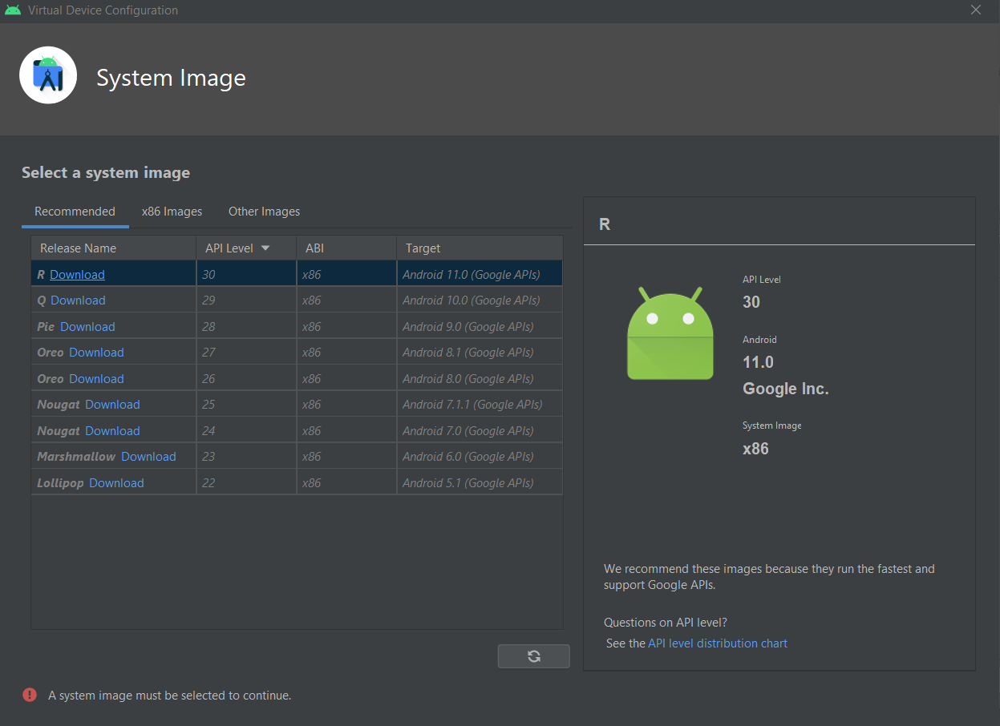 Virtual Device Configuration
System Image
Select a system image
Recommended x86 Images Other Images
Release Name API Level ABI Target
R Download 30 x86 Android 11.0 (Google APIs)
Q Download 29 x86 Android 10.0 (Google APIs)
Pie Download 28 x86 Android 9.0 (Google APIs)
Oreo Download 27 x86 Android 8.1 (Google APIs)
Oreo Download 26 x86 Android 8.0 (Google APIs)
Nougat Download 25 x86 Android 7.1.1 (Google APIs)
Nougat Download 24 x86 Android 7.0 (Google APIs)
Marshmallow Download 23 x86 Android 6.0 (Google APIs)
Lollipop Download 22 x86 Android 5.1 (Google APIs)
R
API Level
30
Android
11.0
Google Inc.
System Image
x86
We recommend these images because they run the fastest and
support Google APIs.
Questions on API level?
See the API level distribution chart
A system image must be selected to continue.